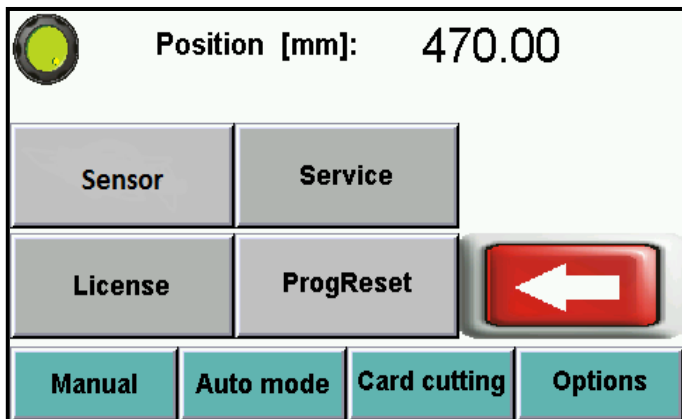 Position [mm]: 470.00
Sensor Service
License ProgReset
Manual Auto mode Card cutting Options